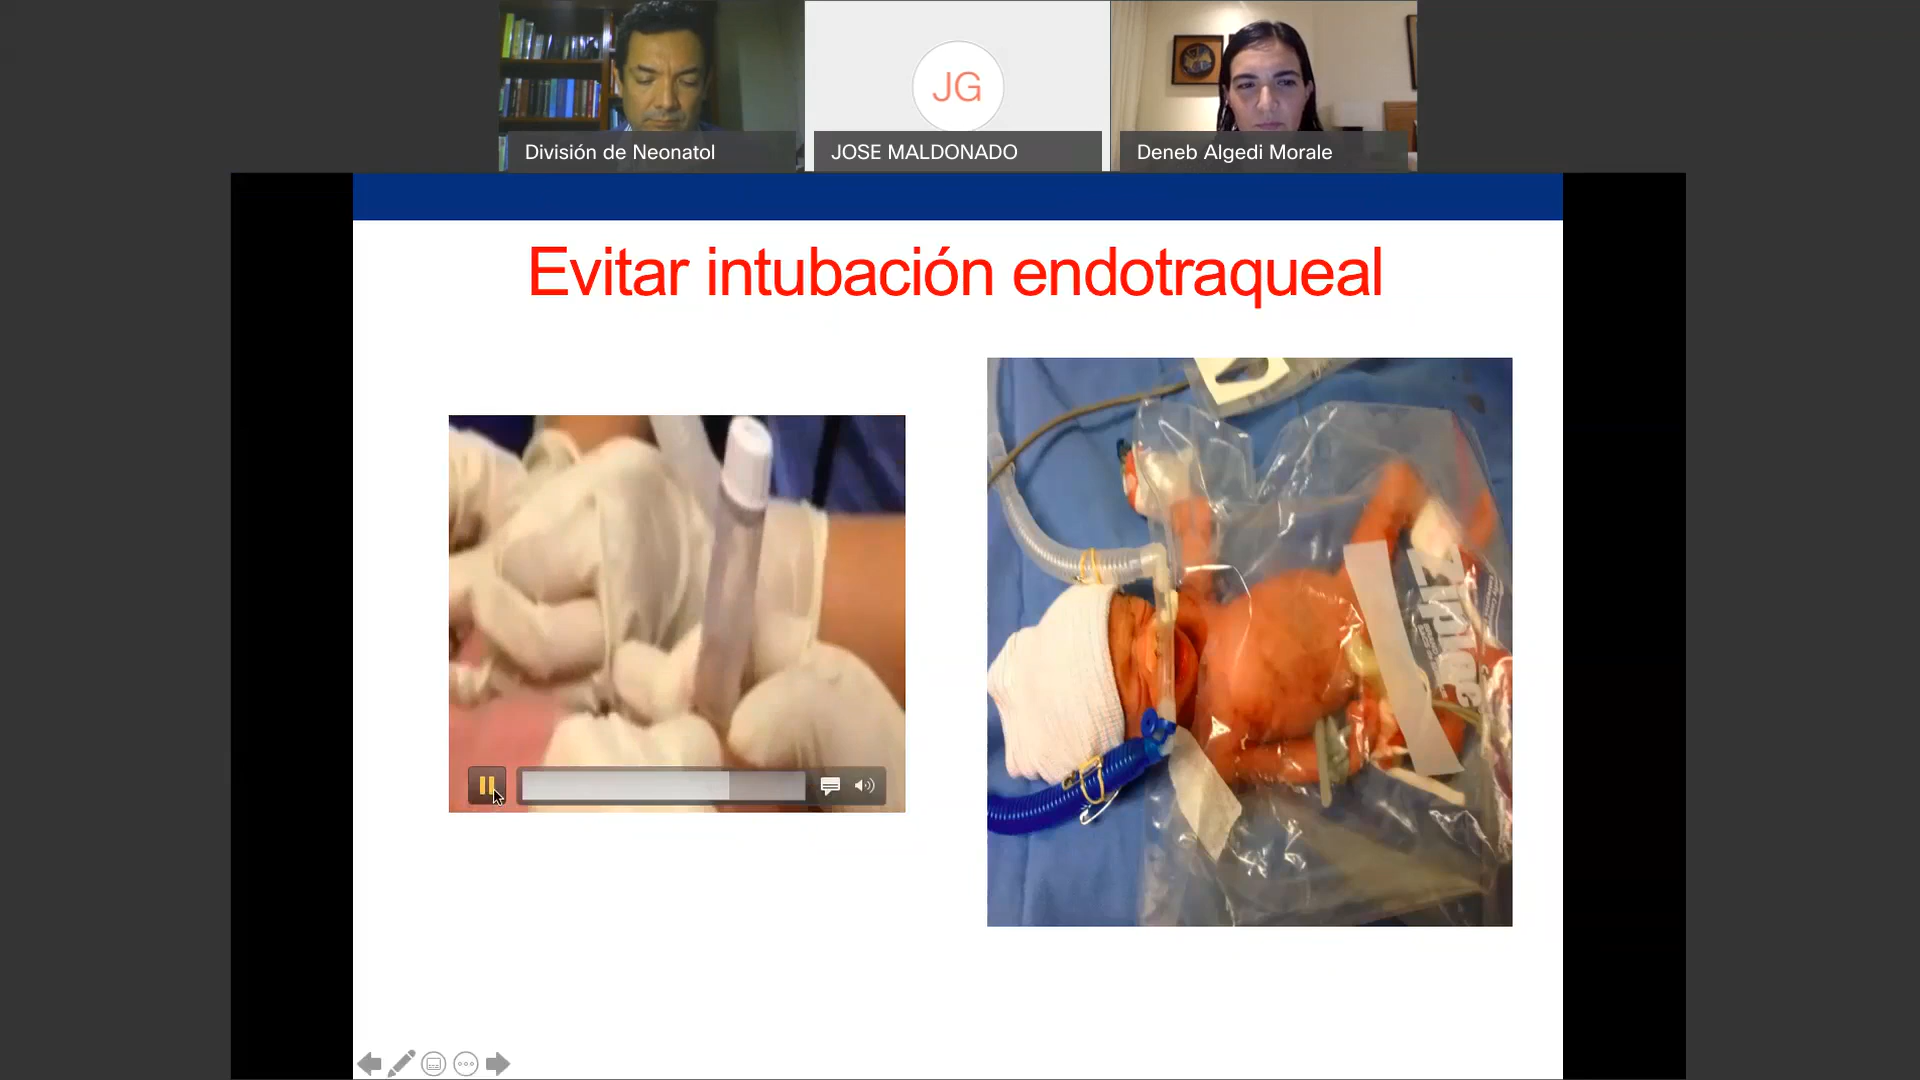 JG
División de Neonatol
JOSE MALDONADO
Deneb Algedi Morale
Evitar intubación endotraqueal
Ziploc